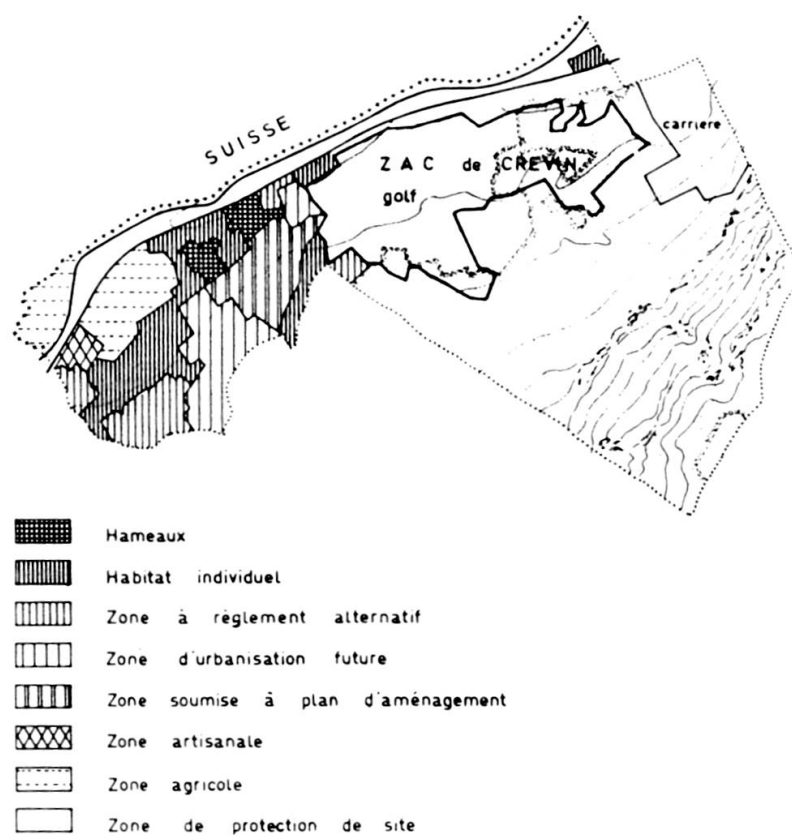 SUISSE
carrière
ZAC de CREVIN
golf
Hameaux
Habitat individuel
Zone à règlement alternatif
Zone d'urbanisation future
Zone soumise à plan d'aménagement
Zone artisanale
Zone agricole
Zone de protection de site